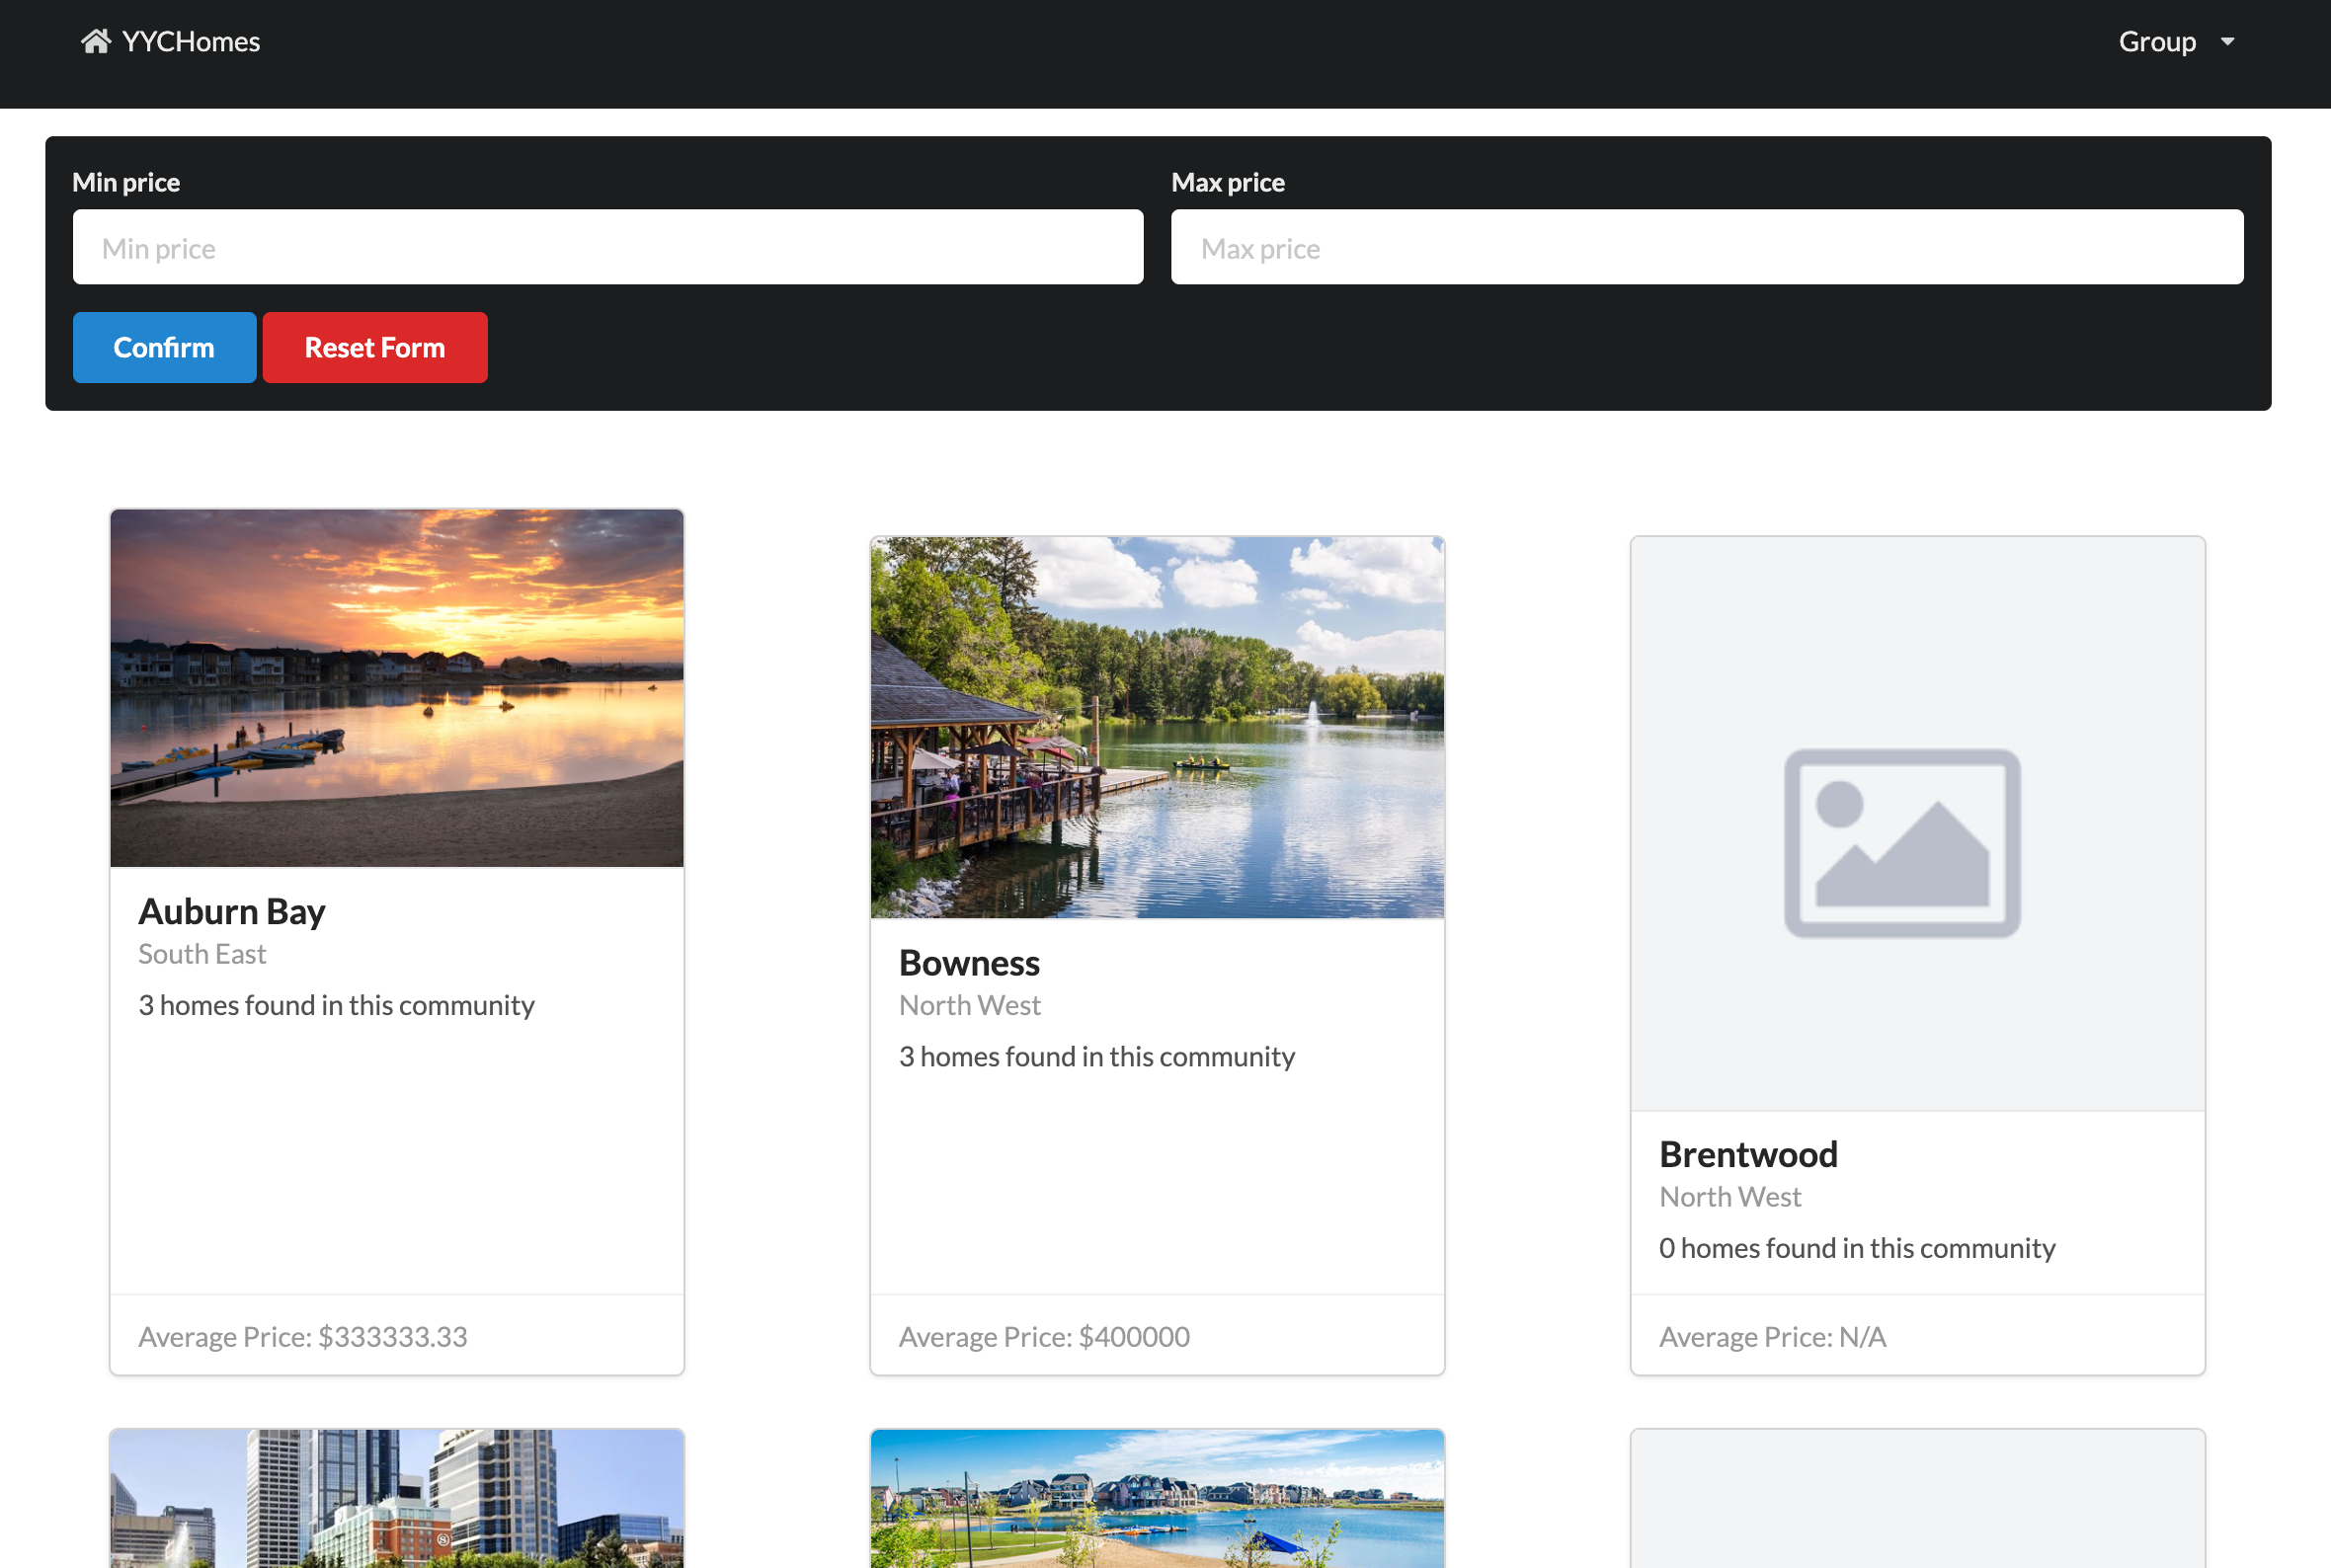 YYCHomes
Group
Min price
Max price
Min price
Max price
Confirm
Reset Form
Auburn Bay
South East
3 homes found in this community
Average Price: $333333.33
Bowness
North West
3 homes found in this community
Average Price: $400000
Brentwood
North West
0 homes found in this community
Average Price: N/A